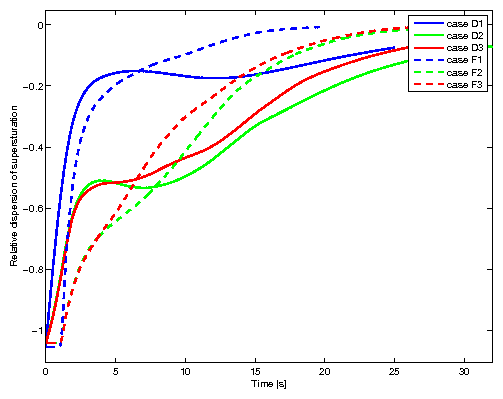 0
−0.2
−0.4
−0.6
−0.8
−1
0
5
10
15
20
25
30
Time [s]
Relative dispersion of supersturation
case D1
case D2
case D3
case F1
case F2
case F3